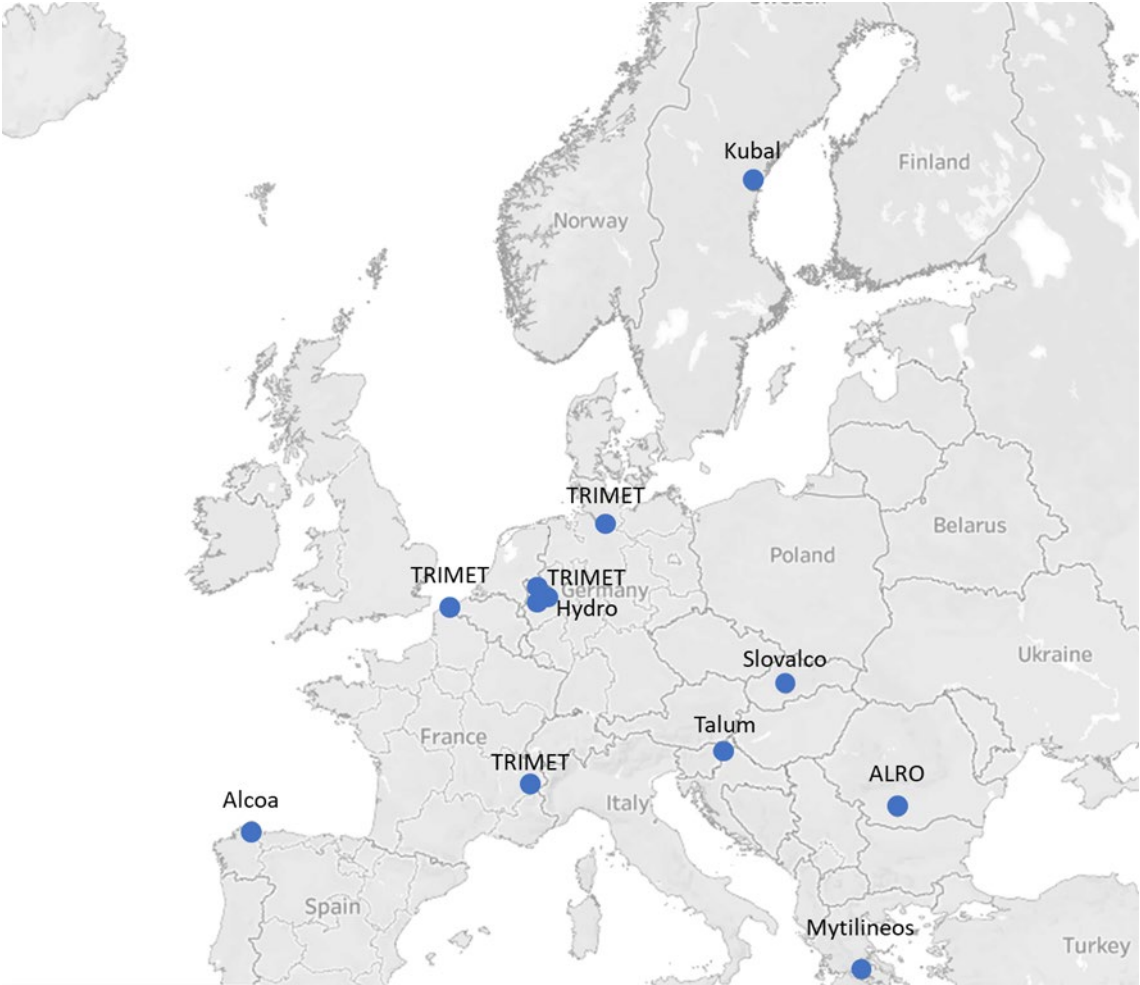 Sweden
Kubal
Finland
Norway
TRIMET
Belarus
Poland
TRIMET
TRIMET
Germany
Hydro
Ukraine
Slovalco
Talum
France
TRIMET
ALRO
Alcoa
Italy
Spain
Mytilineos
Turkey